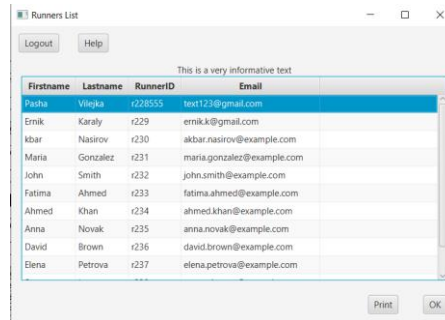 Runners List
Logout Help
This is a very informative text
Firstname Lastname RunnerID Email
Pasha Vilejka r228555 text123@gmail.com
Ernik Karaly r229 ernik.k@gmail.com
kbar Nasirov r230 akbar.nasirov@example.com
Maria Gonzalez r231 maria.gonzalez@example.com
John Smith r232 john.smith@example.com
Fatima Ahmed r233 fatima.ahmed@example.com
Ahmed Khan r234 ahmed.khan@example.com
Anna Novak r235 anna.novak@example.com
David Brown r236 david.brown@example.com
Elena Petrova r237 elena.petrova@example.com
Print OK